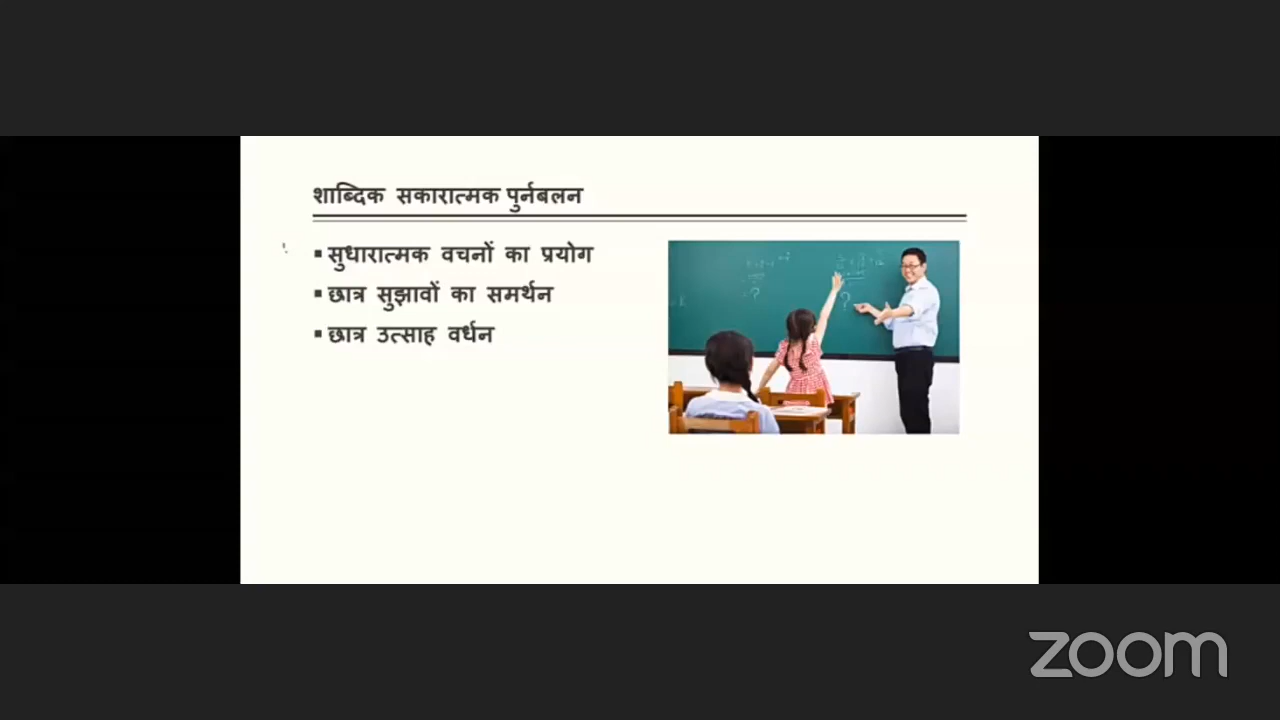 शाब्दिक सकारात्मक पुर्नबलन
▪ सुधारात्मक वचनों का प्रयोग
▪ छात्र सुझावों का समर्थन
▪ छात्र उत्साह वर्धन
?
?
zoom